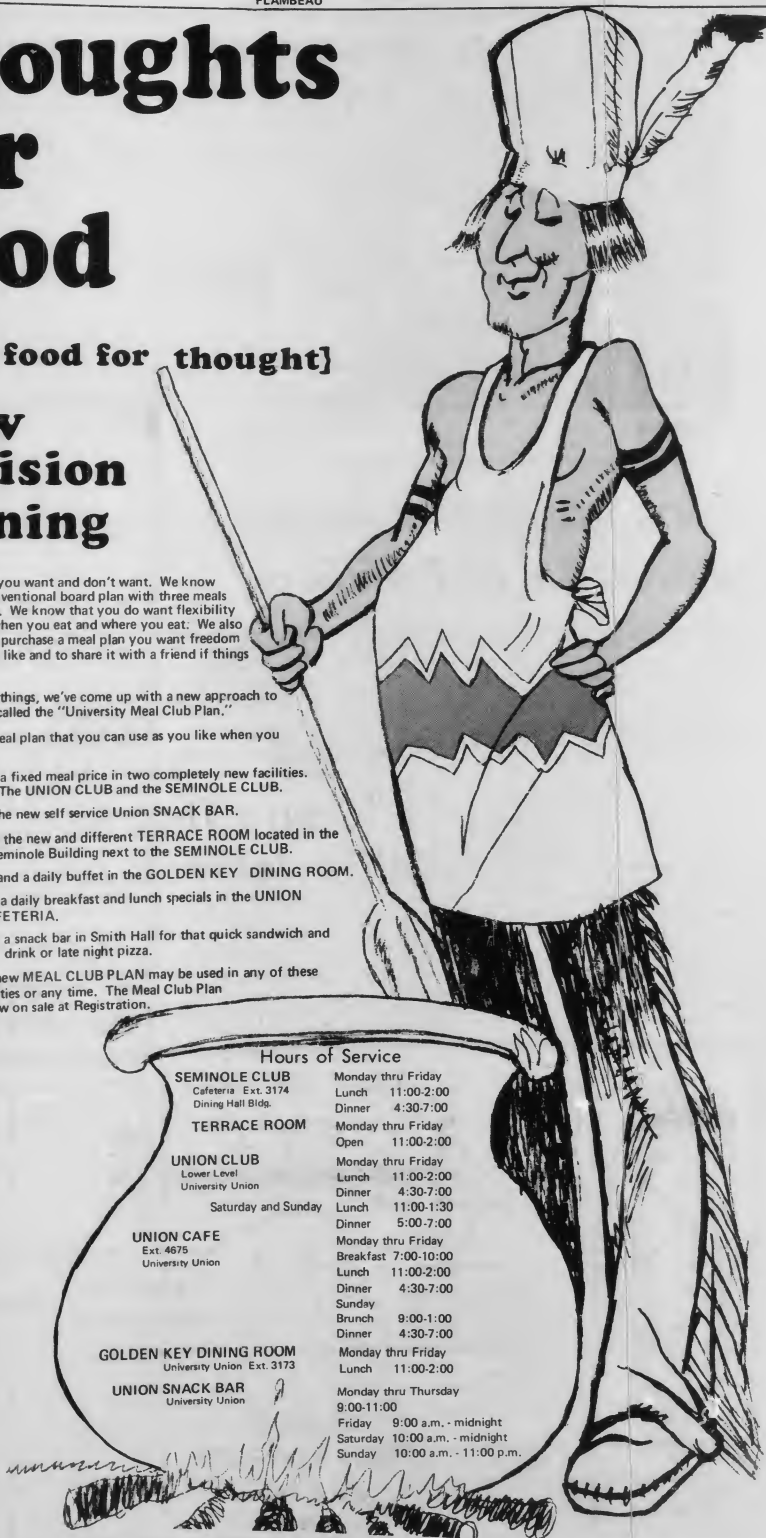 FLAMBEAU
oughts
r
od
food for thought]
w
ision
ning
you want and don't want. We know
ventional board plan with three meals
. We know that you do want flexibility
hen you eat and where you eat. We also
purchase a meal plan you want freedom
like and to share it with a friend if things
things, we've come up with a new approach to
called the "University Meal Club Plan."
eal plan that you can use as you like when you
a fixed meal price in two completely new facilities.
The UNION CLUB and the SEMINOLE CLUB.
he new self service Union SNACK BAR.
the new and different TERRACE ROOM located in the
eminole Building next to the SEMINOLE CLUB.
and a daily buffet in the GOLDEN KEY DINING ROOM.
a daily breakfast and lunch specials in the UNION
FETERIA.
a snack bar in Smith Hall for that quick sandwich and
drink or late night pizza.
new MEAL CLUB PLAN may be used in any of these
ties or any time. The Meal Club Plan
w on sale at Registration.
Hours of Service
SEMINOLE CLUB Monday thru Friday
Cafeteria Ext. 3174 Lunch 11:00-2:00
Dining Hall Bldg. Dinner 4:30-7:00
TERRACE ROOM Monday thru Friday
Open 11:00-2:00
UNION CLUB Monday thru Friday
Lower Level Lunch 11:00-2:00
University Union Dinner 4:30-7:00
Saturday and Sunday Lunch 11:00-1:30
Dinner 5:00-7:00
UNION CAFE Monday thru Friday
Ext. 4675 Breakfast 7:00-10:00
University Union Lunch 11:00-2:00
Dinner 4:30-7:00
Sunday
Brunch 9:00-1:00
Dinner 4:30-7:00
GOLDEN KEY DINING ROOM Monday thru Friday
University Union Ext. 3173 Lunch 11:00-2:00
UNION SNACK BAR Monday thru Thursday
University Union 9:00-11:00
Friday 9:00 a.m. - midnight
Saturday 10:00 a.m. - midnight
Sunday 10:00 a.m. - 11:00 p.m.